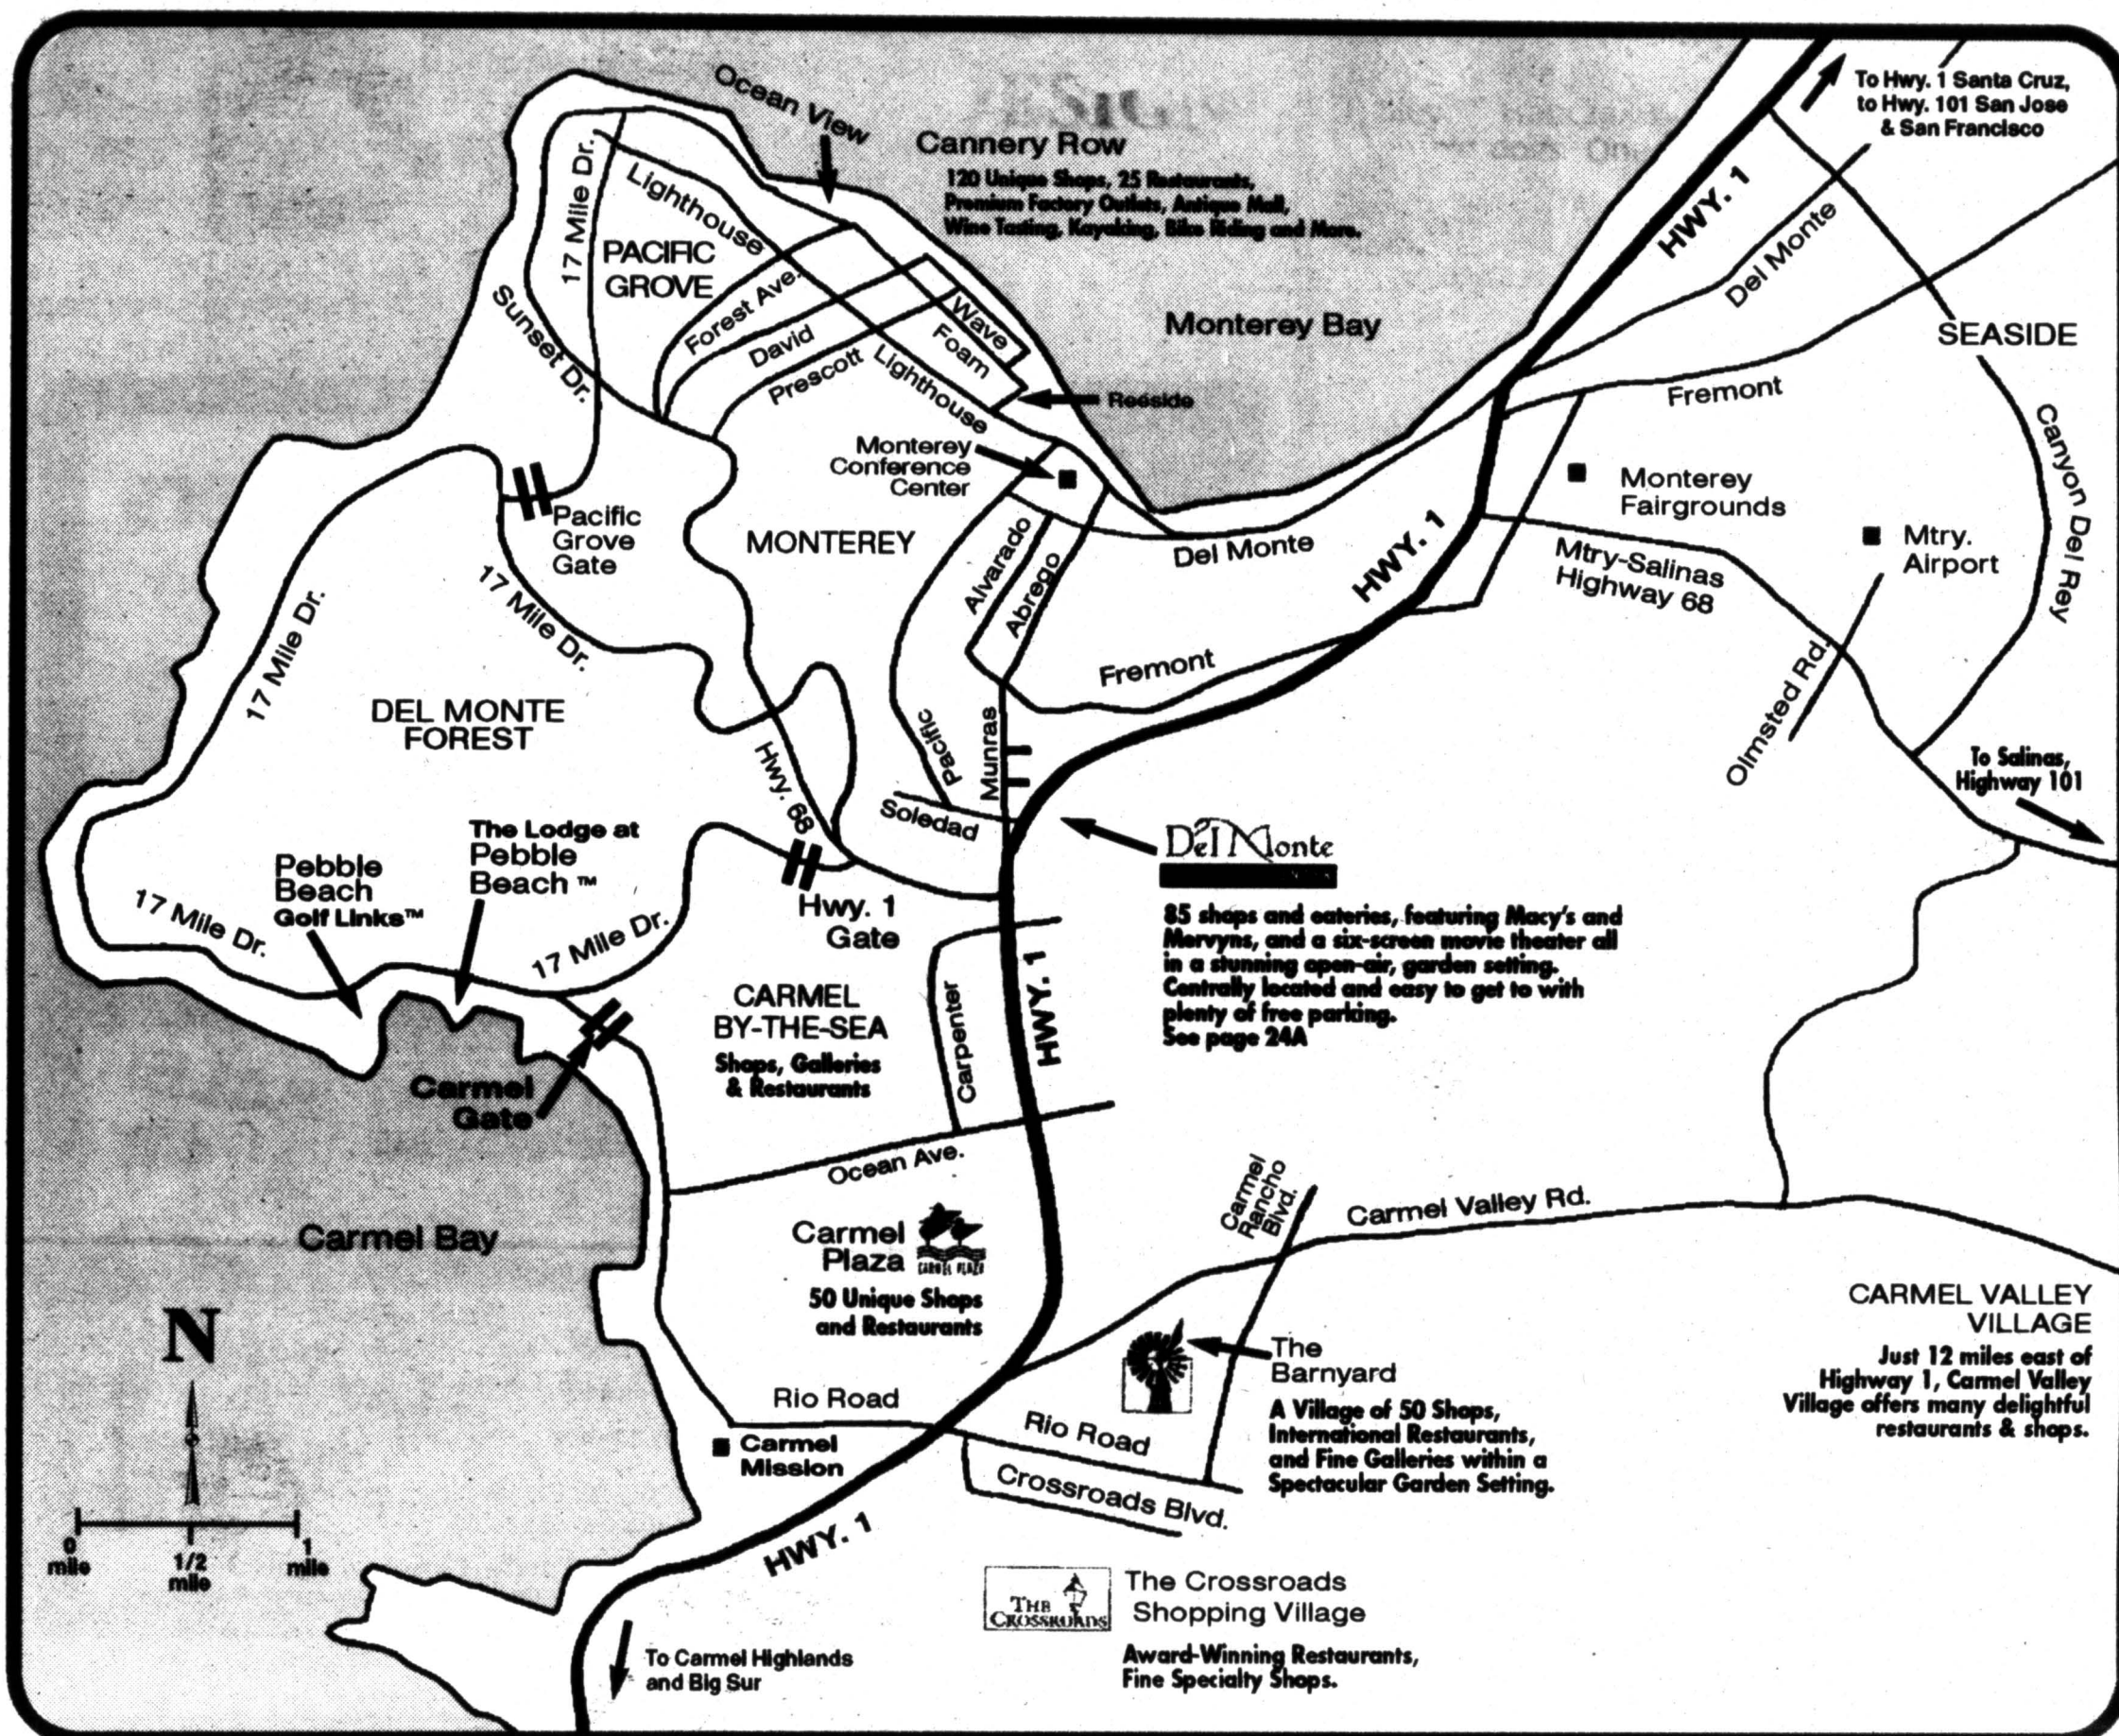 To Hwy. 1 Santa Cruz,
to Hwy. 101 San Jose
& San Francisco
Ocean View
Cannery Row
120 Unique Shops, 25 Restaurants,
Premium Factory Outlets, Antique Mall,
Wine Tasting, Kayaking, Bike Riding and More.
17 Mile Dr.
Lighthouse
PACIFIC
GROVE
Forest Ave.
Sunset Dr.
David
Prescott
Lighthouse
Wave
Foam
Reeside
Monterey Bay
HWY. 1
Del Monte
SEASIDE
Fremont
Canyon Del Rey
Monterey
Conference
Center
Monterey
Fairgrounds
Mtry.
Airport
Pacific
Grove
Gate
MONTEREY
Alvarado
Abrego
Del Monte
HWY. 1
Mtry-Salinas
Highway 68
17 Mile Dr.
17 Mile Dr.
Fremont
Olmsted Rd.
DEL MONTE
FOREST
Pacific
Munras
Hwy. 68
Soledad
To Salinas,
Highway 101
Del Monte
85 shops and eateries, featuring Macy's and
Mervyns, and a six-screen movie theater all
in a stunning open-air, garden setting.
Centrally located and easy to get to with
plenty of free parking.
See page 24A
The Lodge at
Pebble
Beach ™
Pebble
Beach
Golf Links™
17 Mile Dr.
17 Mile Dr.
Hwy. 1
Gate
CARMEL
BY-THE-SEA
Shops, Galleries
& Restaurants
Carpenter
HWY. 1
Carmel
Gate
Ocean Ave.
Carmel Bay
Carmel
Plaza
CARMEL PLAZA
50 Unique Shops
and Restaurants
Carmel
Rancho
Blvd.
Carmel Valley Rd.
CARMEL VALLEY
VILLAGE
Just 12 miles east of
Highway 1, Carmel Valley
Village offers many delightful
restaurants & shops.
The
Barnyard
A Village of 50 Shops,
International Restaurants,
and Fine Galleries within a
Spectacular Garden Setting.
Rio Road
Rio Road
Carmel
Mission
Crossroads Blvd.
HWY. 1
N
0
mile
1/2
mile
1
mile
THE
CROSSROADS
The Crossroads
Shopping Village
Award-Winning Restaurants,
Fine Specialty Shops.
To Carmel Highlands
and Big Sur